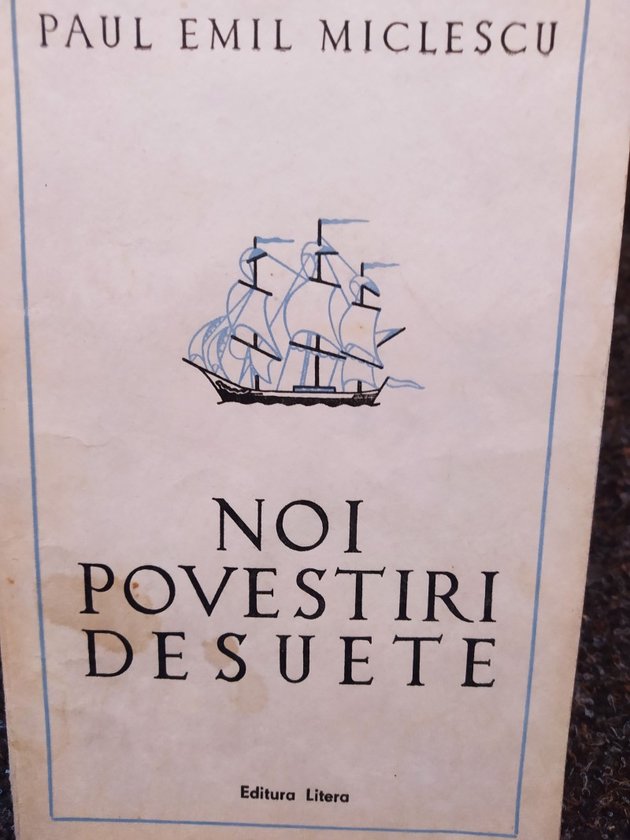 PAUL EMIL MICLESCU
NOI
POVESTIRI
DESUETE
Editura Litera